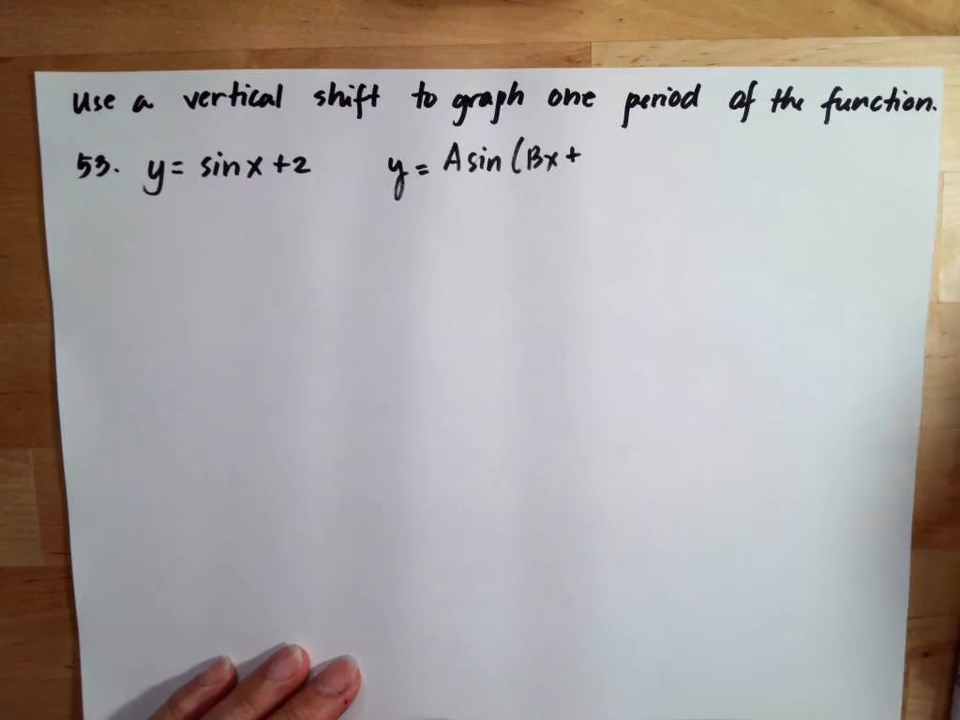 use a vertical shift to graph one period of the function.
53. y = sin x + 2 y = A sin (Bx +